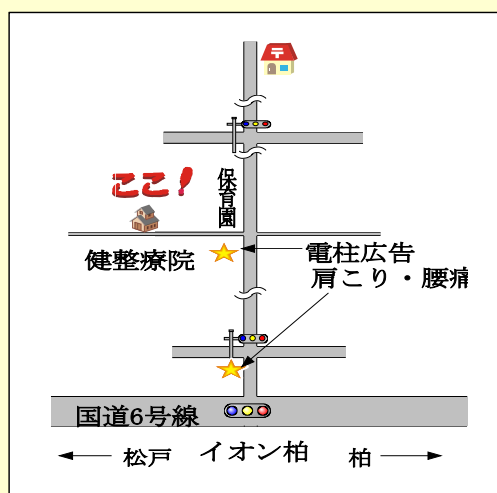 〒
ここ!
保育園
健整療院
電柱広告
肩こり・腰痛
国道6号線
松戸
イオン柏
柏